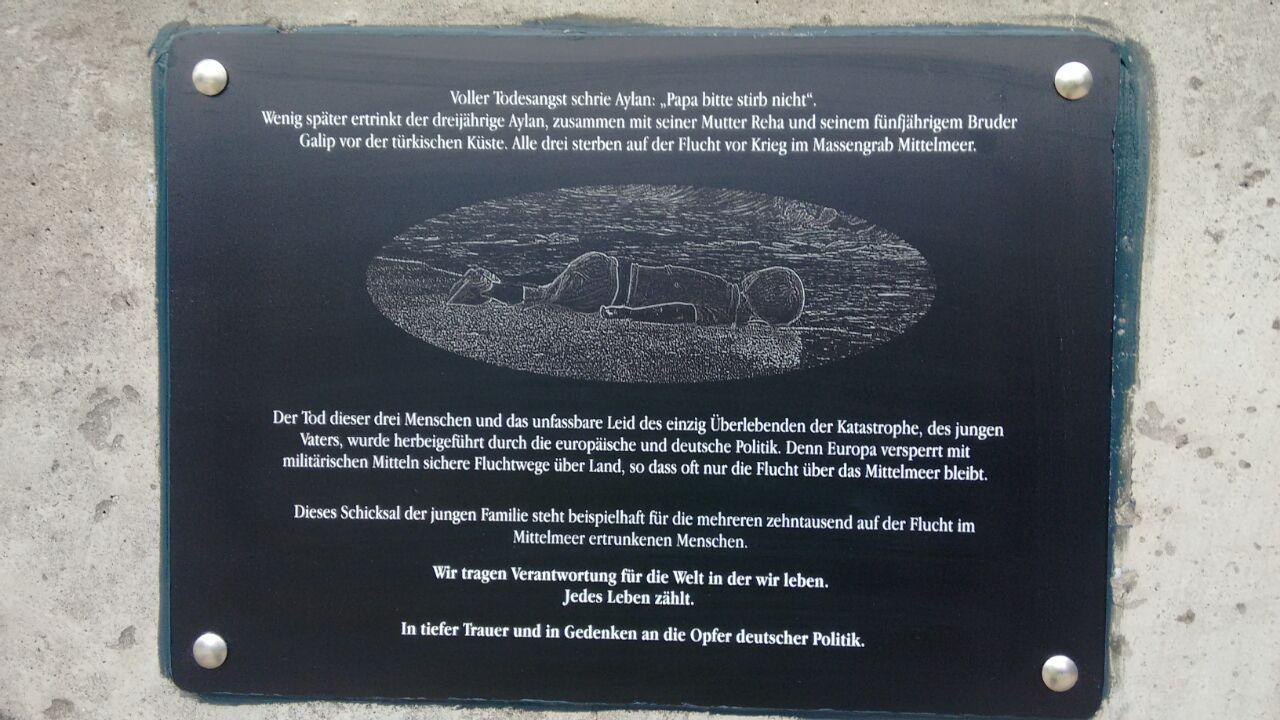 Voller Todesangst schrie Aylan: „Papa bitte stirb nicht“.
Wenig später ertrinkt der dreijährige Aylan, zusammen mit seiner Mutter Reha und seinem fünfjährigem Bruder
Galip vor der türkischen Küste. Alle drei sterben auf der Flucht vor Krieg im Massengrab Mittelmeer.
Der Tod dieser drei Menschen und das unfassbare Leid des einzig Überlebenden der Katastrophe, des jungen
Vaters, wurde herbeigeführt durch die europäische und deutsche Politik. Denn Europa versperrt mit
militärischen Mitteln sichere Fluchtwege über Land, so dass oft nur die Flucht über das Mittelmeer bleibt.
Dieses Schicksal der jungen Familie steht beispielhaft für die mehreren zehntausend auf der Flucht im
Mittelmeer ertrunkenen Menschen.
Wir tragen Verantwortung für die Welt in der wir leben.
Jedes Leben zählt.
In tiefer Trauer und in Gedenken an die Opfer deutscher Politik.